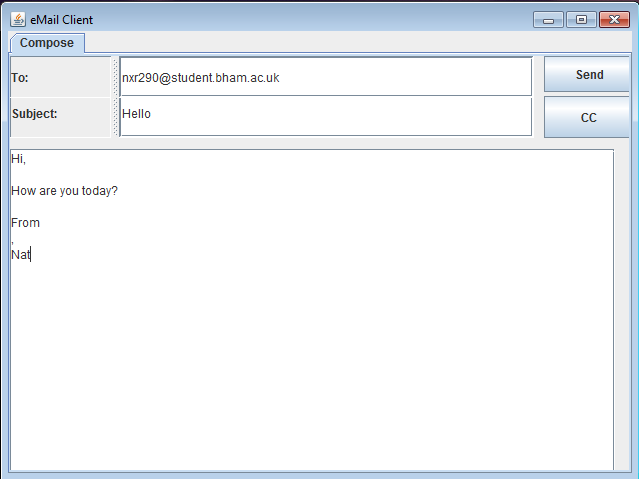 eMail Client
Compose
To:
nxr290@student.bham.ac.uk
Send
Subject:
Hello
CC
Hi,
How are you today?
From
,
Nat